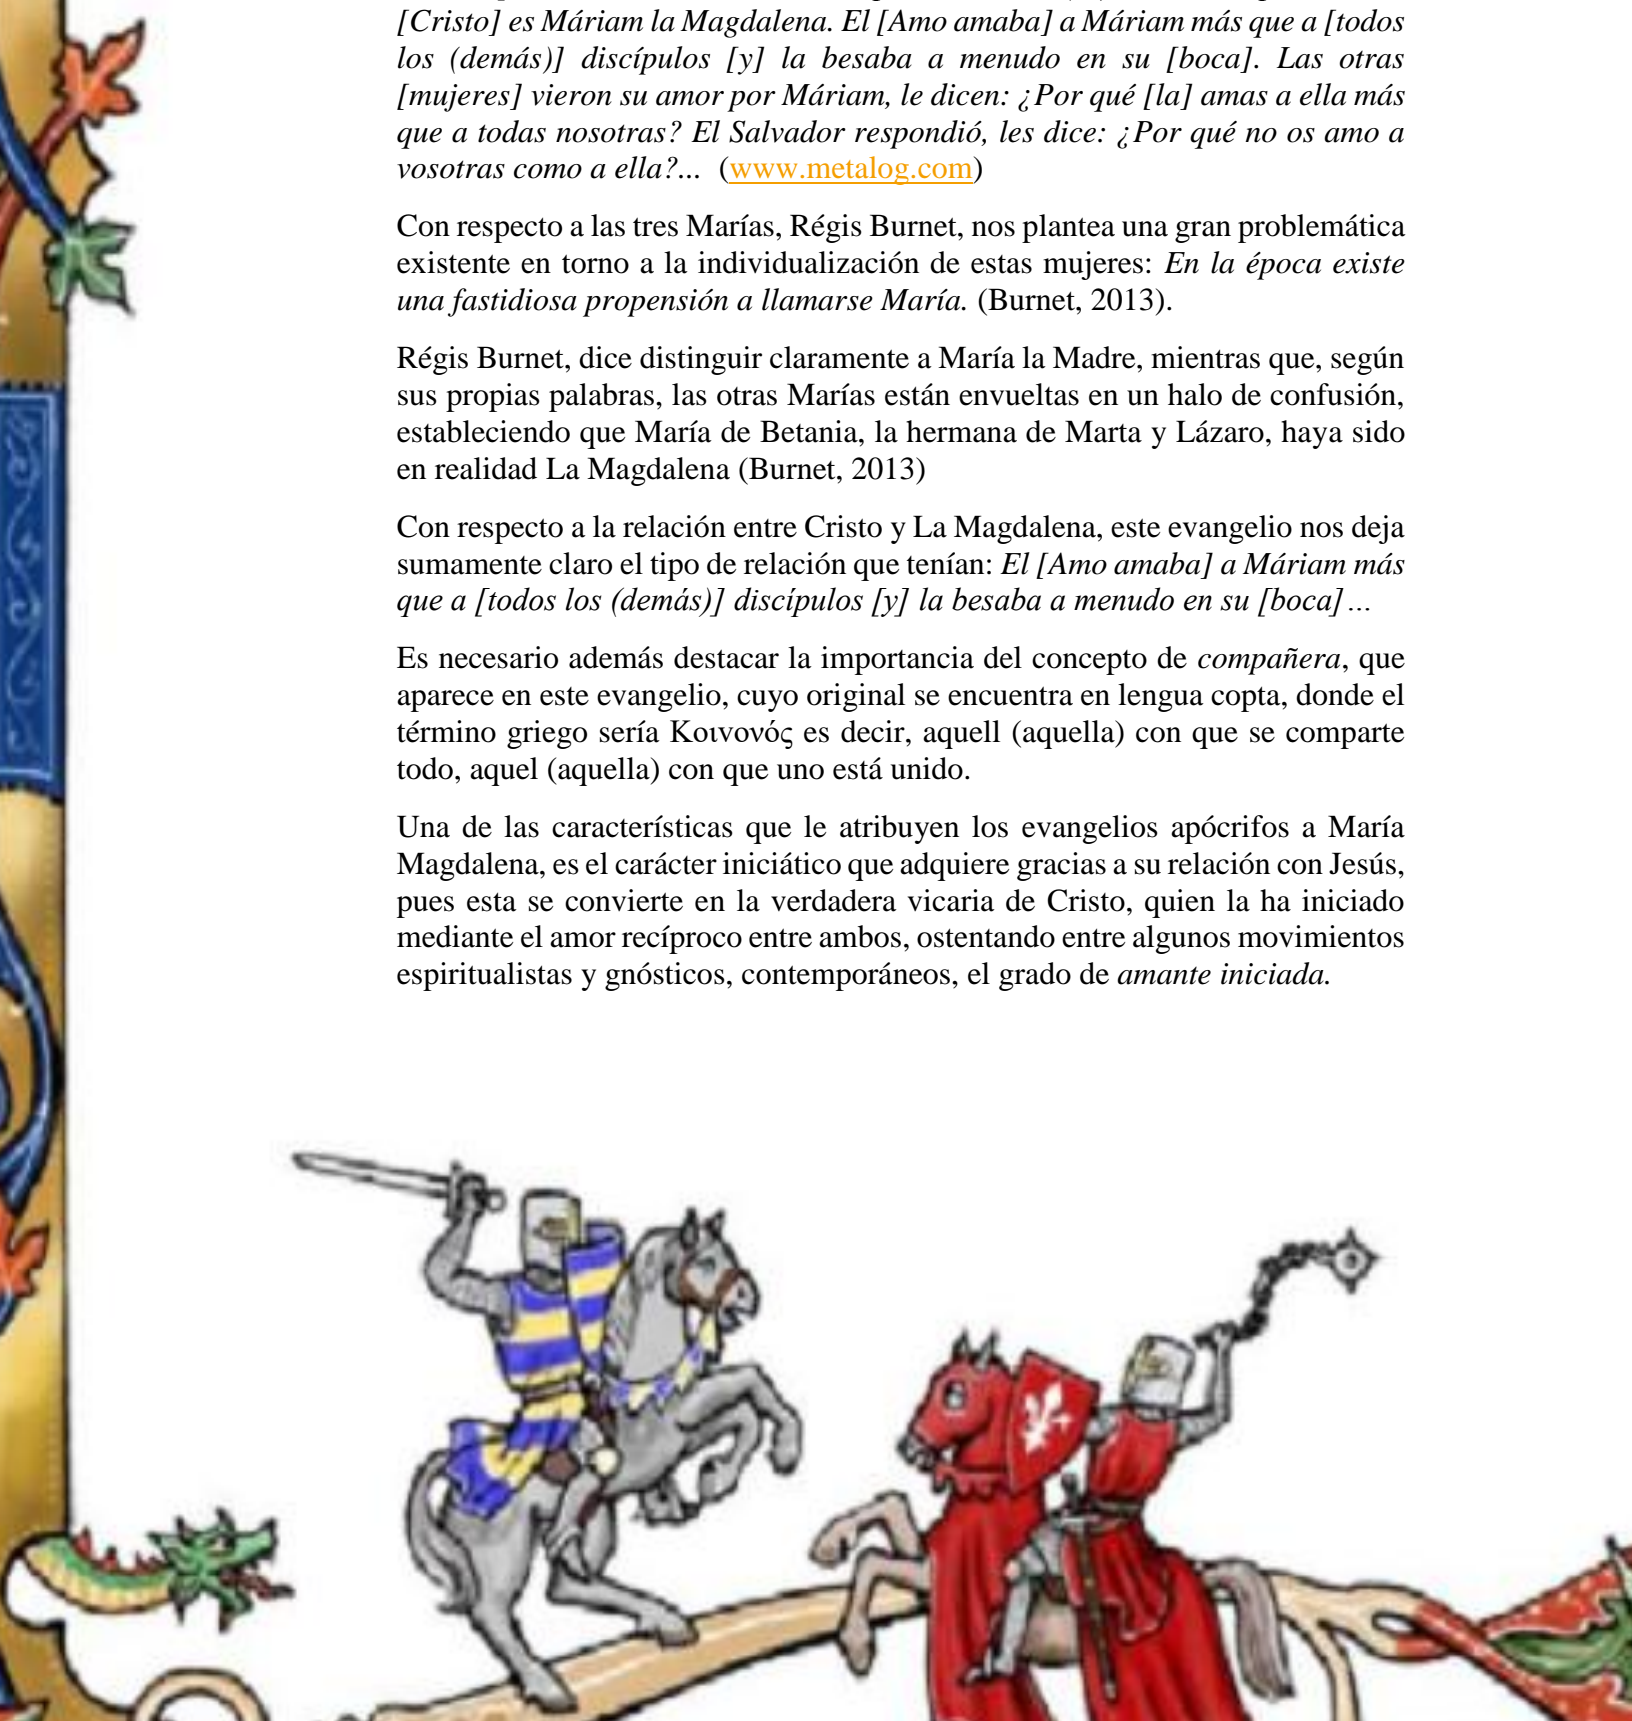 [Cristo] es Máriam la Magdalena. El [Amo amaba] a Máriam más que a [todos
los (demás)] discípulos [y] la besaba a menudo en su [boca]. Las otras
[mujeres] vieron su amor por Máriam, le dicen: ¿Por qué [la] amas a ella más
que a todas nosotras? El Salvador respondió, les dice: ¿Por qué no os amo a
vosotras como a ella?... (www.metalog.com)
Con respecto a las tres Marías, Régis Burnet, nos plantea una gran problemática
existente en torno a la individualización de estas mujeres: En la época existe
una fastidiosa propensión a llamarse María. (Burnet, 2013).
Régis Burnet, dice distinguir claramente a María la Madre, mientras que, según
sus propias palabras, las otras Marías están envueltas en un halo de confusión,
estableciendo que María de Betania, la hermana de Marta y Lázaro, haya sido
en realidad La Magdalena (Burnet, 2013)
Con respecto a la relación entre Cristo y La Magdalena, este evangelio nos deja
sumamente claro el tipo de relación que tenían: El [Amo amaba] a Máriam más
que a [todos los (demás)] discípulos [y] la besaba a menudo en su [boca]…
Es necesario además destacar la importancia del concepto de compañera, que
aparece en este evangelio, cuyo original se encuentra en lengua copta, donde el
término griego sería Κοινονός es decir, aquell (aquella) con que se comparte
todo, aquel (aquella) con que uno está unido.
Una de las características que le atribuyen los evangelios apócrifos a María
Magdalena, es el carácter iniciático que adquiere gracias a su relación con Jesús,
pues esta se convierte en la verdadera vicaria de Cristo, quien la ha iniciado
mediante el amor recíproco entre ambos, ostentando entre algunos movimientos
espiritualistas y gnósticos, contemporáneos, el grado de amante iniciada.